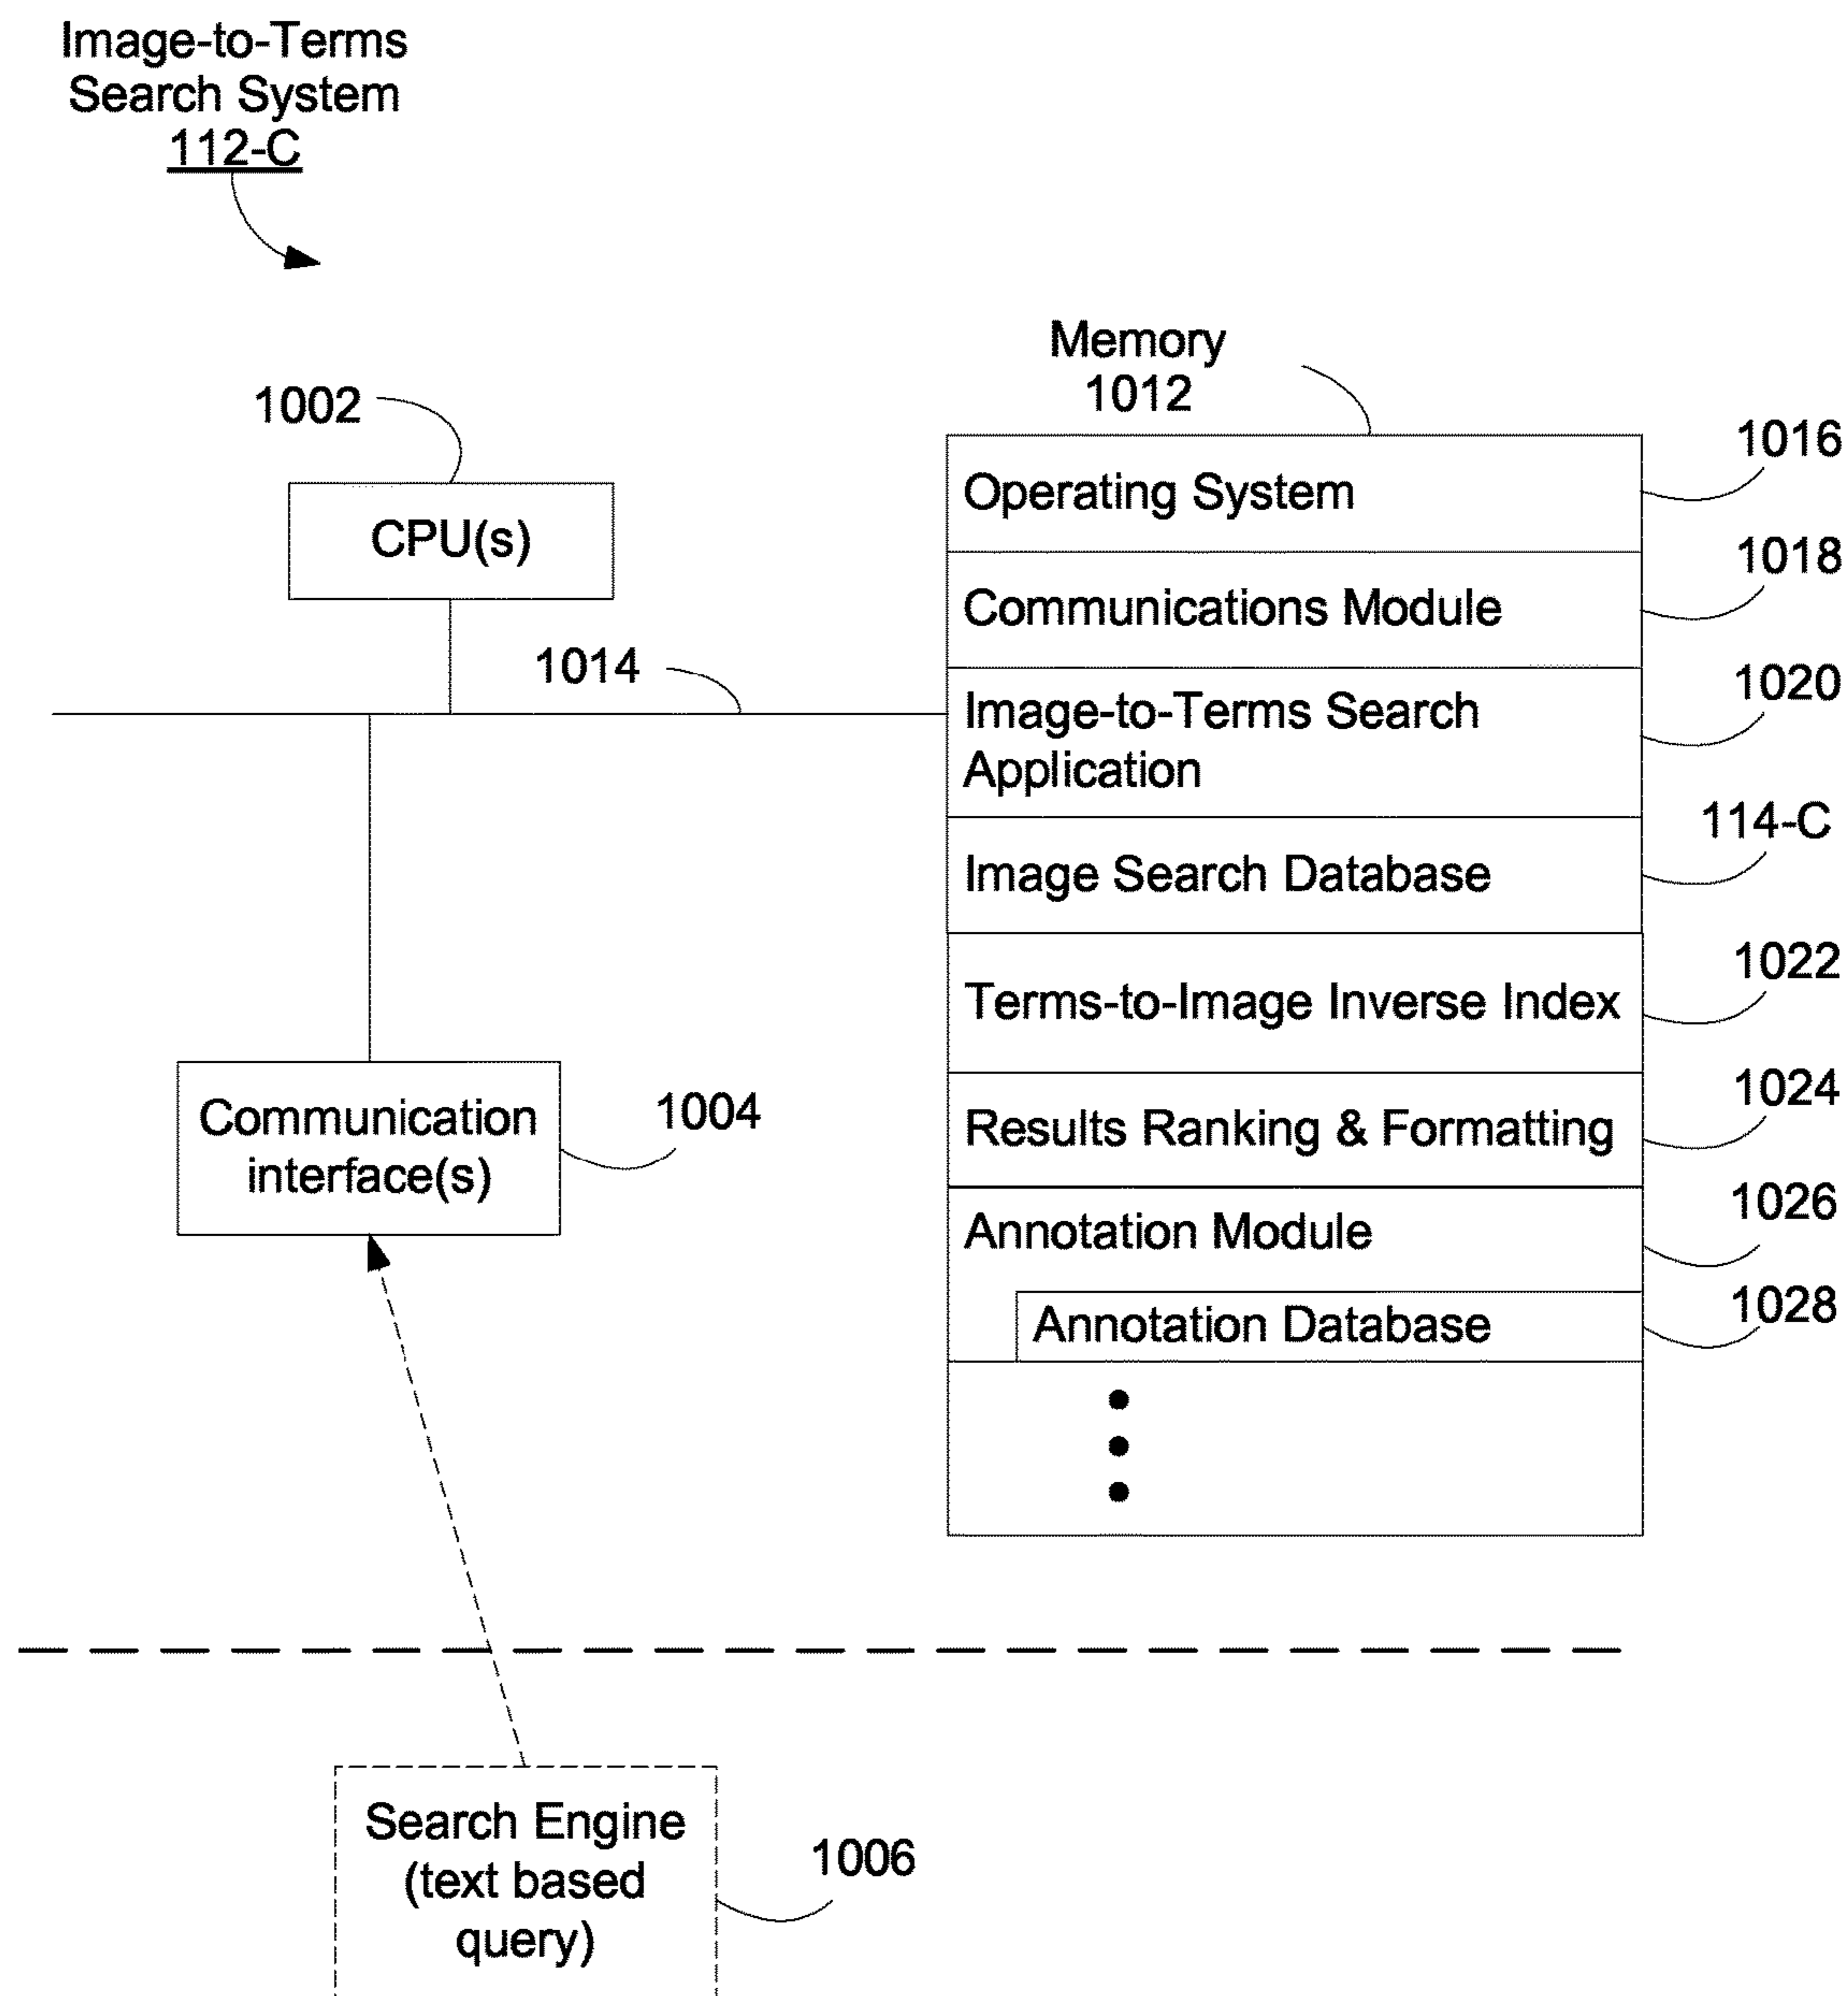 Image-to-Terms
Search System
112-C
Memory
1012
1002
CPU(s)
1014
Operating System
1016
Communications Module
1018
Image-to-Terms Search
Application
1020
Image Search Database
114-C
Terms-to-Image Inverse Index
1022
Results Ranking & Formatting
1024
Annotation Module
1026
Annotation Database
1028
Communication
interface(s)
1004
Search Engine
(text based
query)
1006